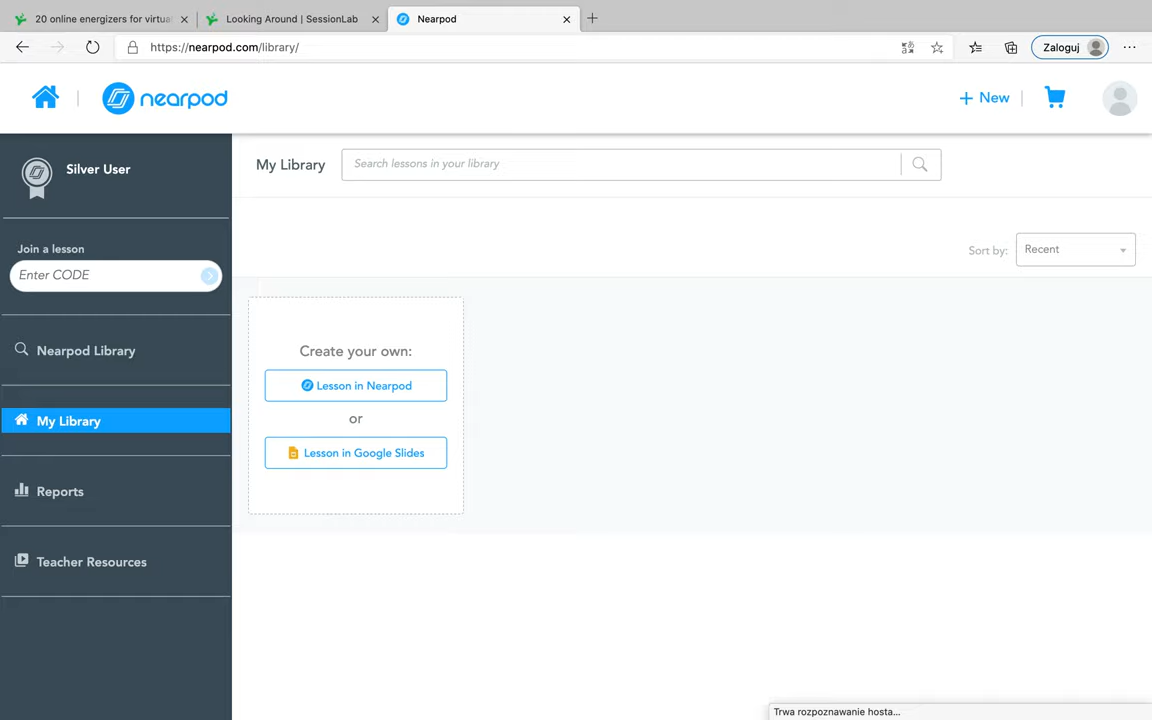 20 online energizers for virtua
Looking Around | SessionLab
Nearpod
https://nearpod.com/library/
Zaloguj
nearpod
New
Silver User
My Library
Search lessons in your library
Join a lesson
Enter CODE
Sort by:
Recent
Nearpod Library
Create your own:
Lesson in Nearpod
or
My Library
Lesson in Google Slides
Reports
Teacher Resources
Trwa rozpoznawanie hosta...